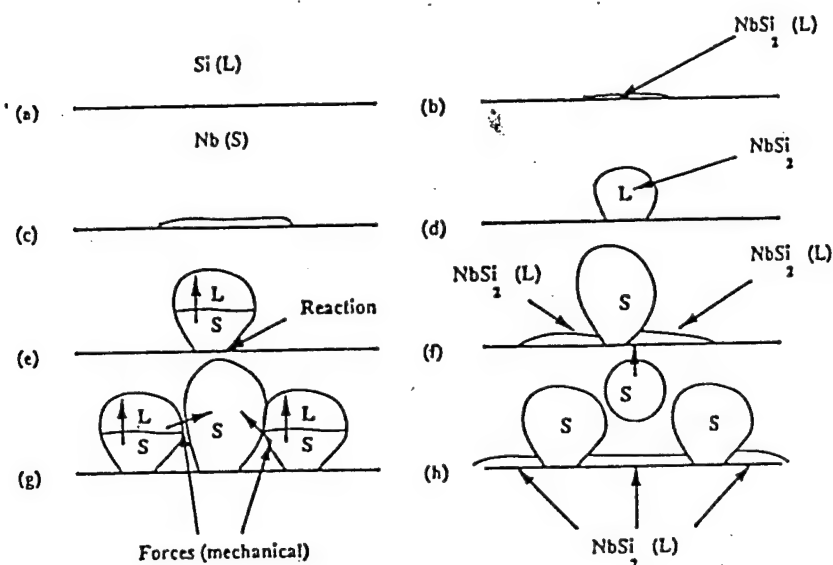 Si (L)
(a)
Nb (S)
NbSi2 (L)
(b)
(c)
NbSi2
L
(d)
L
S
Reaction
(e)
NbSi2 (L)
NbSi2 (L)
S
(f)
L
S
S
L
S
(g)
Forces (mechanical)
S
S
S
(h)
NbSi2 (L)